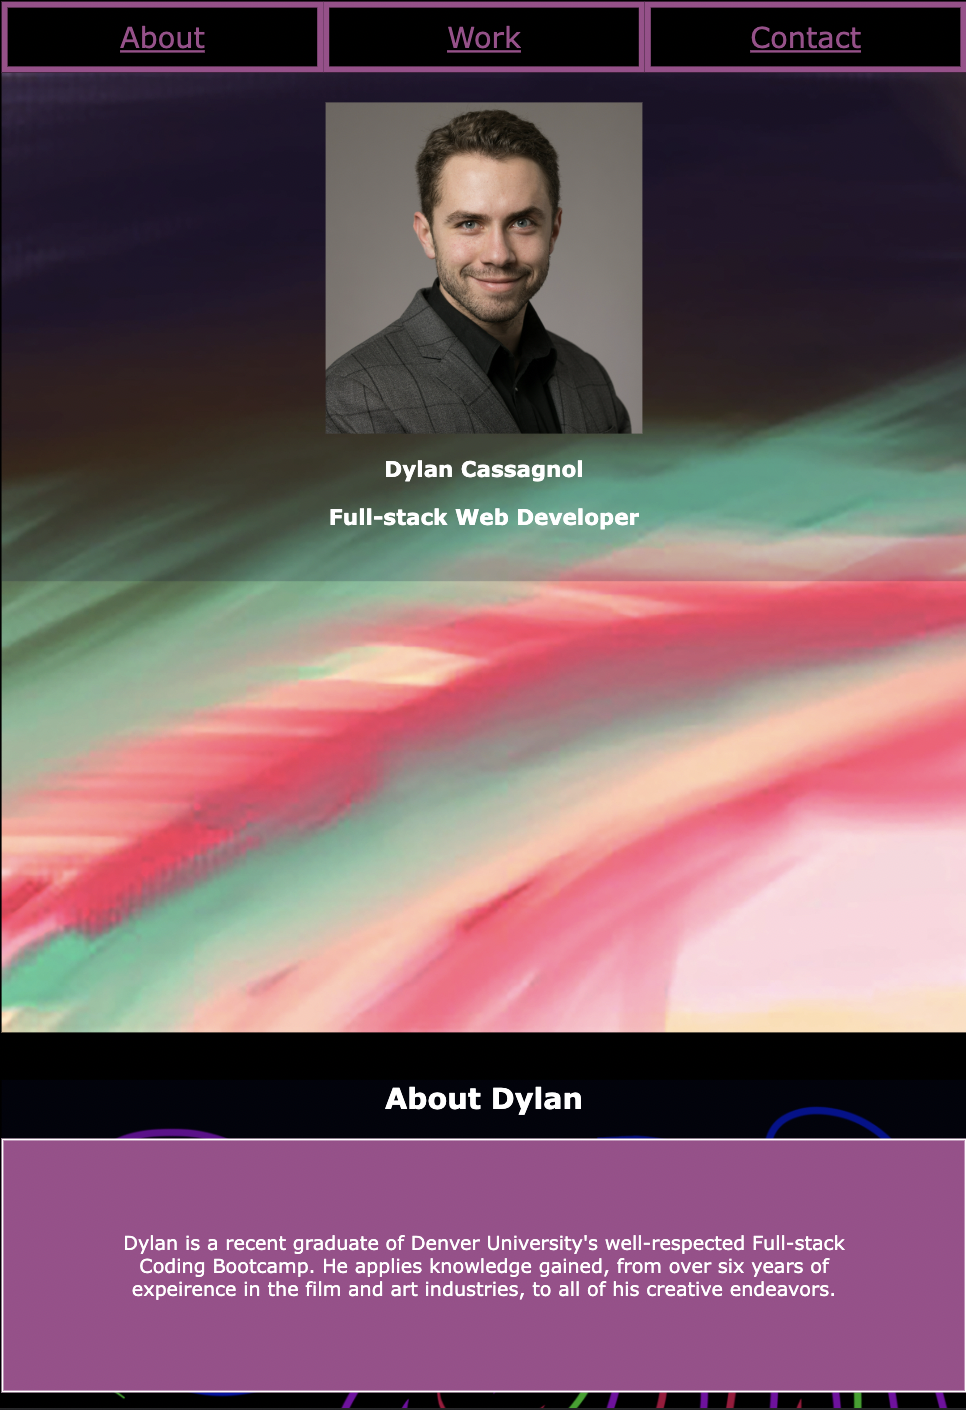 About Work Contact
Dylan Cassagnol
Full-stack Web Developer
About Dylan
Dylan is a recent graduate of Denver University's well-respected Full-stack
Coding Bootcamp. He applies knowledge gained, from over six years of
expeirence in the film and art industries, to all of his creative endeavors.